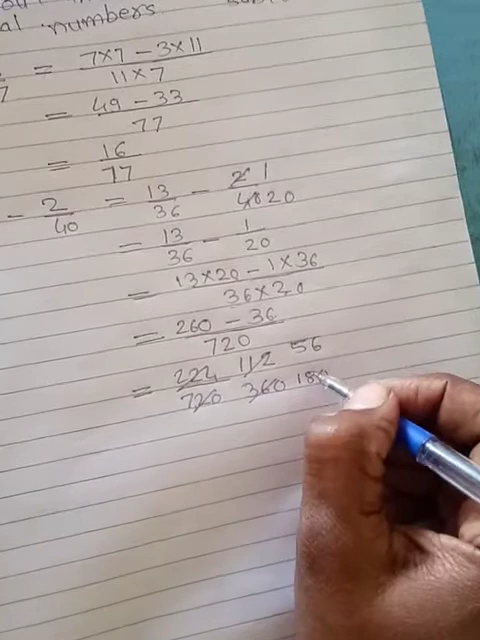 al numbers
7 = 7×7 - 3×11 / 11×7
= 49 - 33 / 77
= 16 / 77
- 2/40 = 13/36 - 2 1 / 40 20
= 13/36 - 1/20
= 13×20 - 1×36 / 36×20
= 260 - 36 / 720
= 224 112 56 / 720 360 180